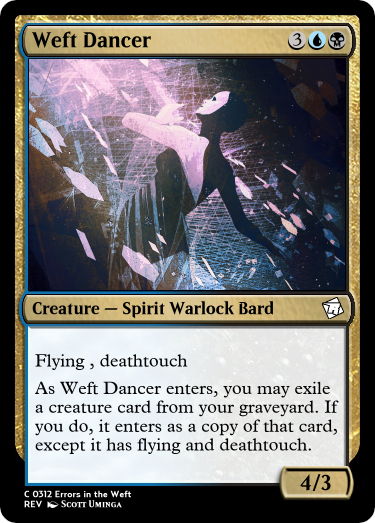 Weft Dancer 3
Creature — Spirit Warlock Bard
Flying , deathtouch
As Weft Dancer enters, you may exile
a creature card from your graveyard. If
you do, it enters as a copy of that card,
except it has flying and deathtouch.
4/3
C 0312 Errors in the Weft
REV Scott Uminga